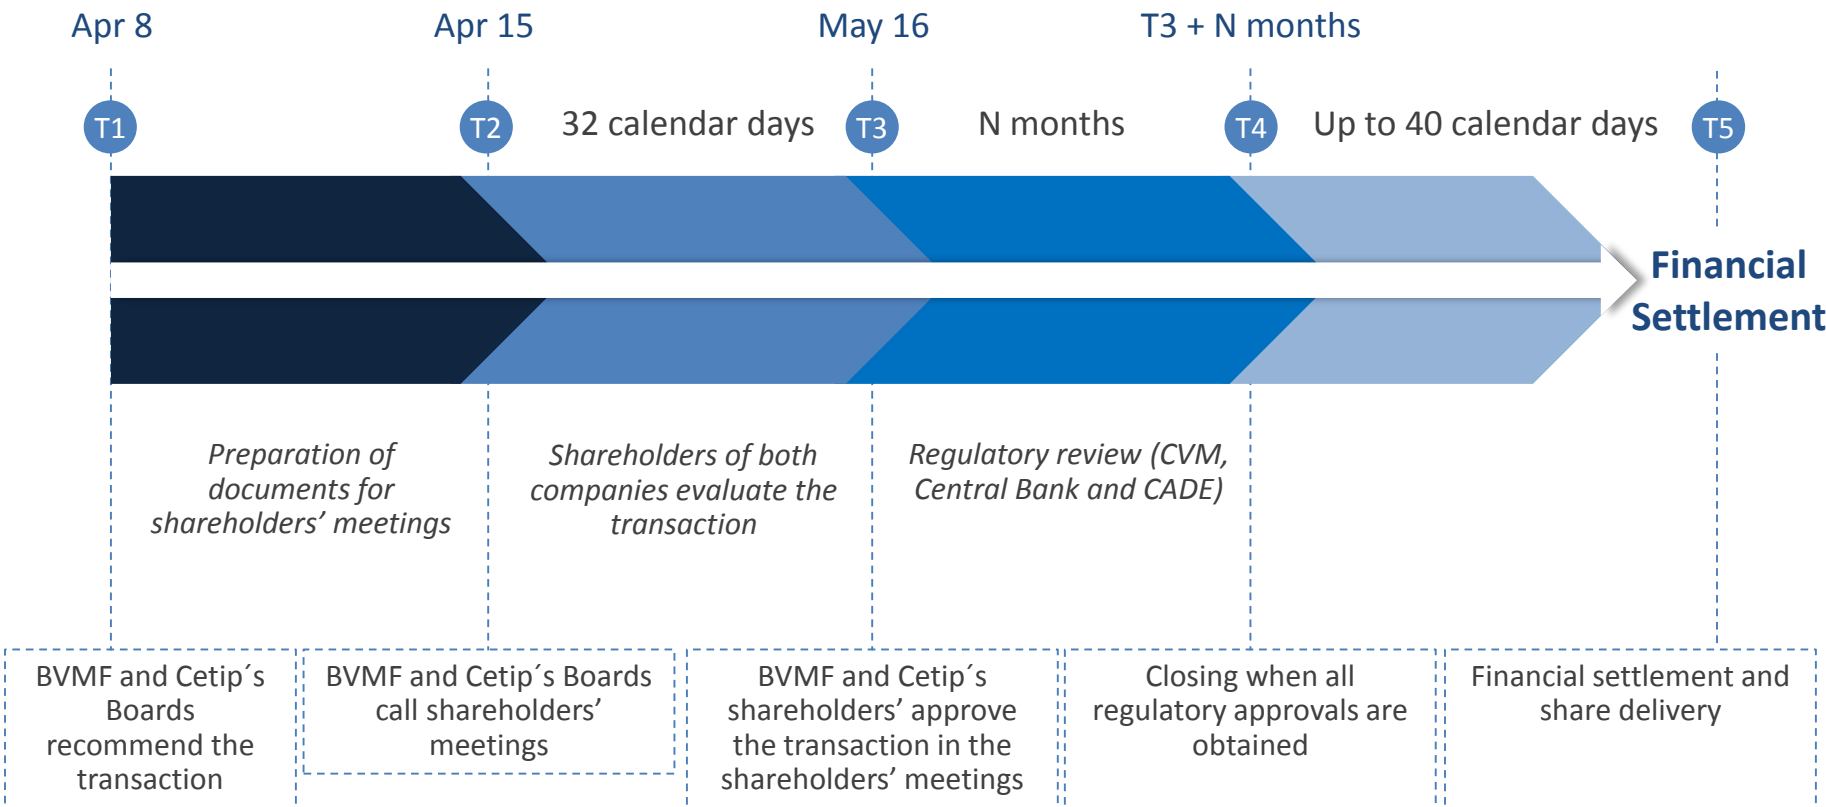 Apr 8
Apr 15
May 16
T3 + N months
T1
T2
32 calendar days
T3
N months
T4
Up to 40 calendar days
T5
Financial
Settlement
Preparation of
documents for
shareholders’ meetings
Shareholders of both
companies evaluate the
transaction
Regulatory review (CVM,
Central Bank and CADE)
BVMF and Cetip´s
Boards
recommend the
transaction
BVMF and Cetip´s Boards
call shareholders’
meetings
BVMF and Cetip´s
shareholders’ approve
the transaction in the
shareholders’ meetings
Closing when all
regulatory approvals are
obtained
Financial settlement and
share delivery